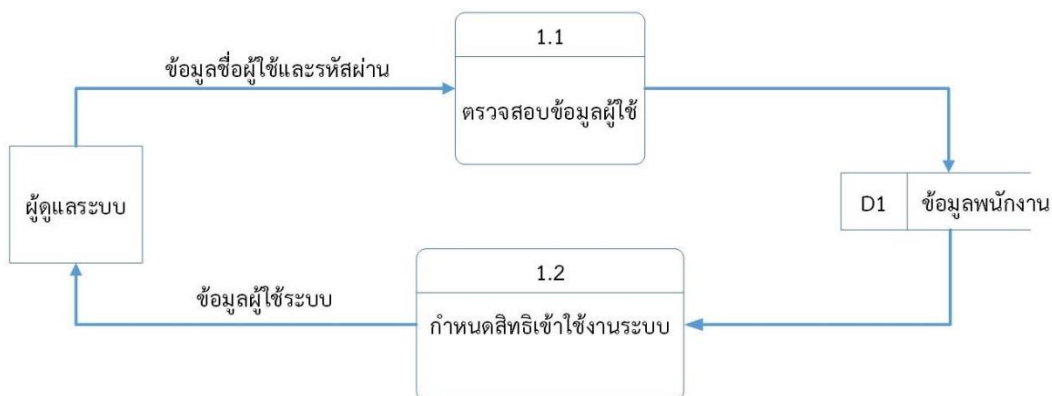 1.1
ข้อมูลชื่อผู้ใช้และรหัสผ่าน
ตรวจสอบข้อมูลผู้ใช้
ผู้ดูแลระบบ
D1 ข้อมูลพนักงาน
1.2
ข้อมูลผู้ใช้ระบบ
กำหนดสิทธิเข้าใช้งานระบบ